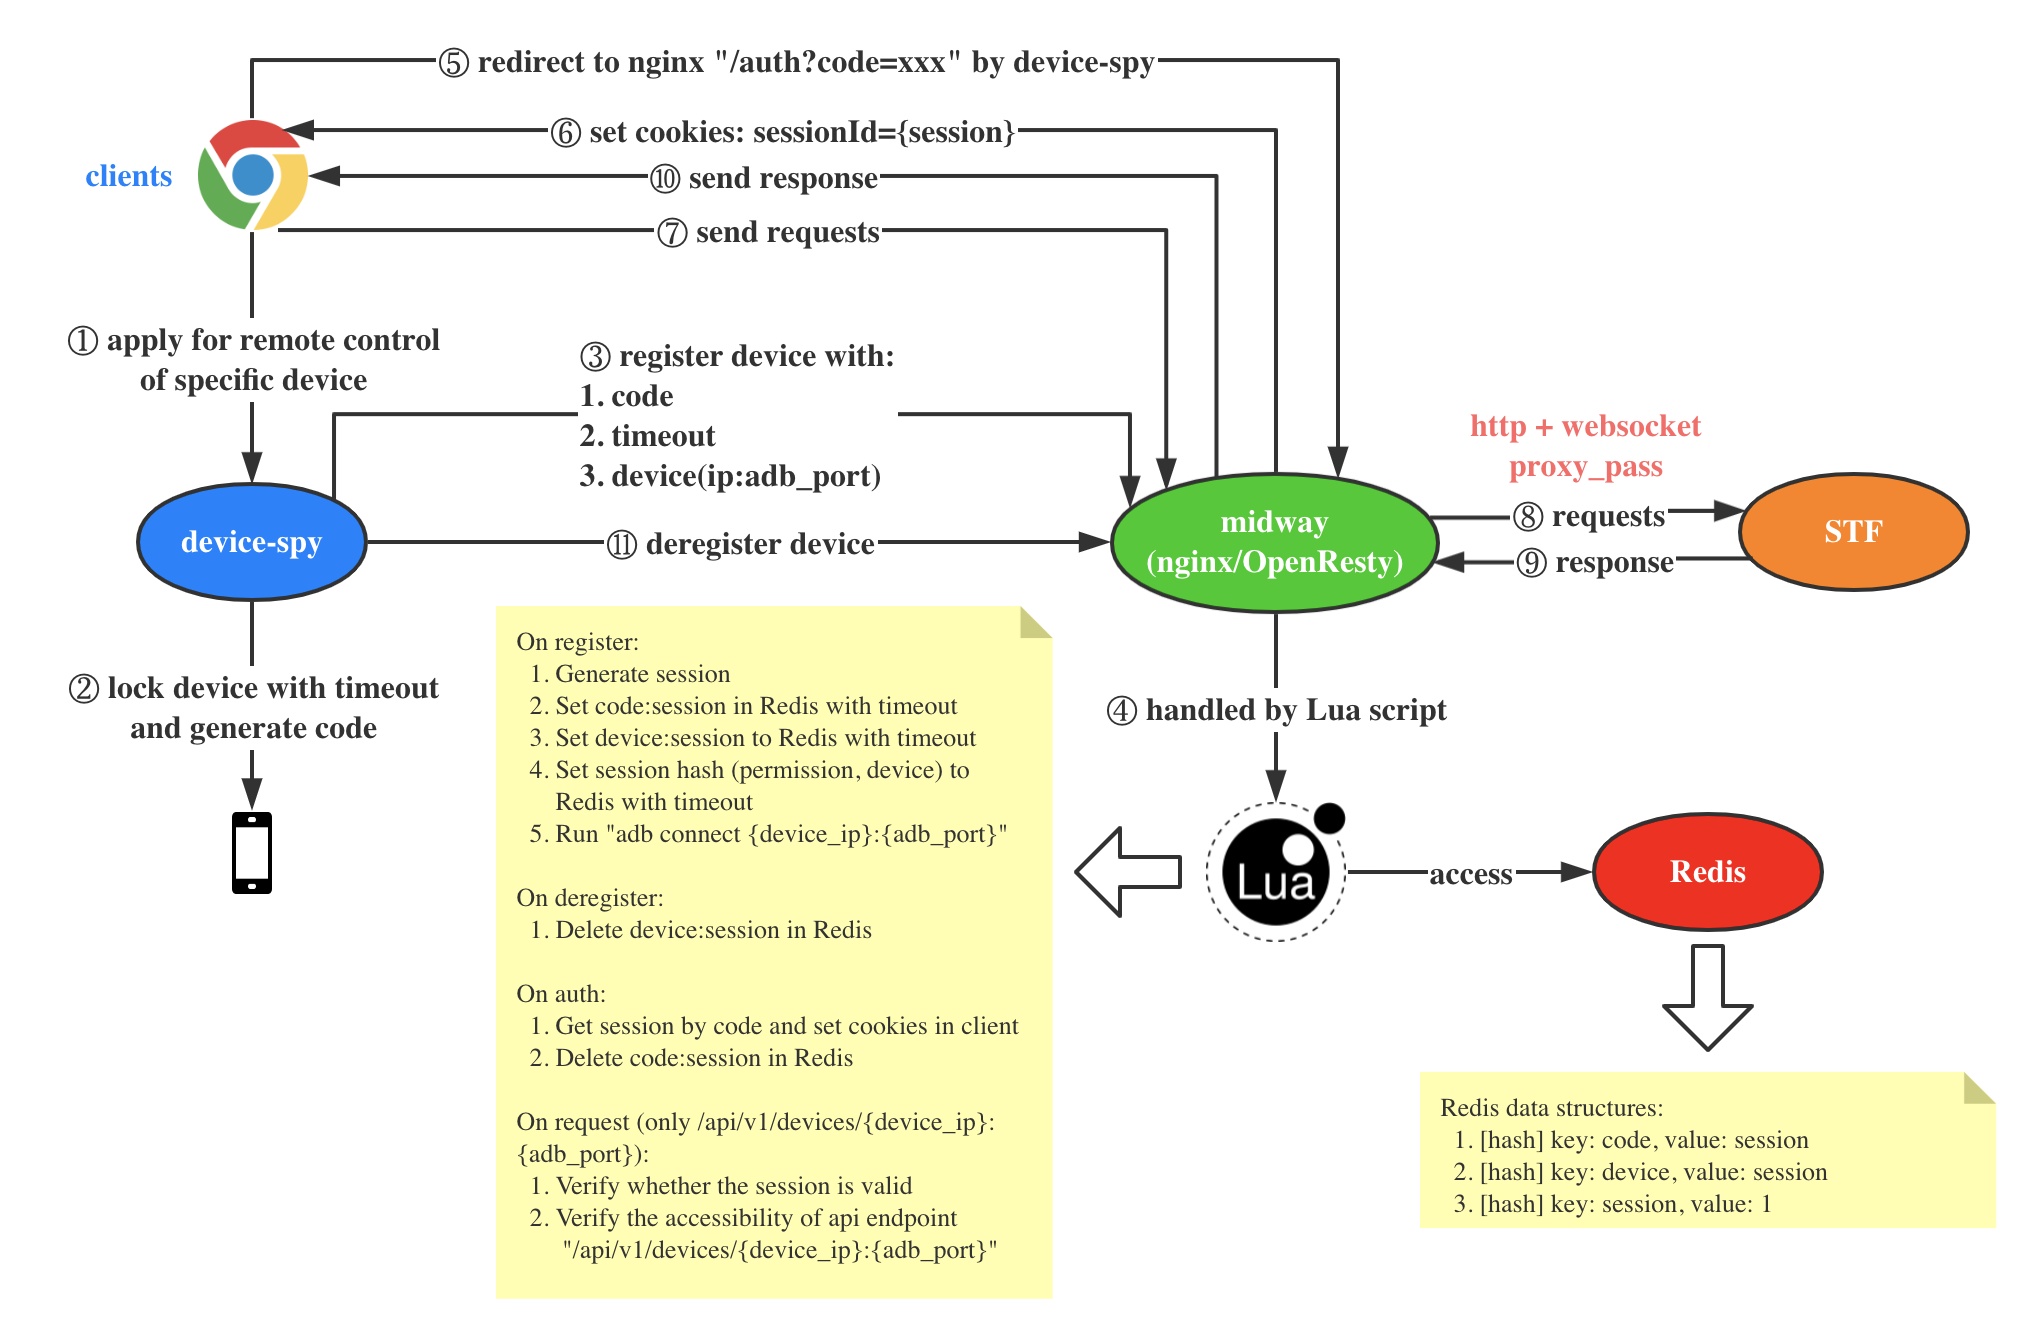 ⑤ redirect to nginx "/auth?code=xxx" by device-spy
⑥ set cookies: sessionId={session}
clients
⑩ send response
⑦ send requests
① apply for remote control
of specific device
③ register device with:
1. code
2. timeout
3. device(ip:adb_port)
http + websocket
proxy_pass
device-spy
⑪ deregister device
midway
(nginx/OpenResty)
⑧ requests
⑨ response
STF
② lock device with timeout
and generate code
④ handled by Lua script
Lua
access
Redis
On register:
1. Generate session
2. Set code:session in Redis with timeout
3. Set device:session to Redis with timeout
4. Set session hash (permission, device) to
Redis with timeout
5. Run "adb connect {device_ip}:{adb_port}"
On deregister:
1. Delete device:session in Redis
On auth:
1. Get session by code and set cookies in client
2. Delete code:session in Redis
On request (only /api/v1/devices/{device_ip}:
{adb_port}):
1. Verify whether the session is valid
2. Verify the accessibility of api endpoint
"/api/v1/devices/{device_ip}:{adb_port}"
Redis data structures:
1. [hash] key: code, value: session
2. [hash] key: device, value: session
3. [hash] key: session, value: 1